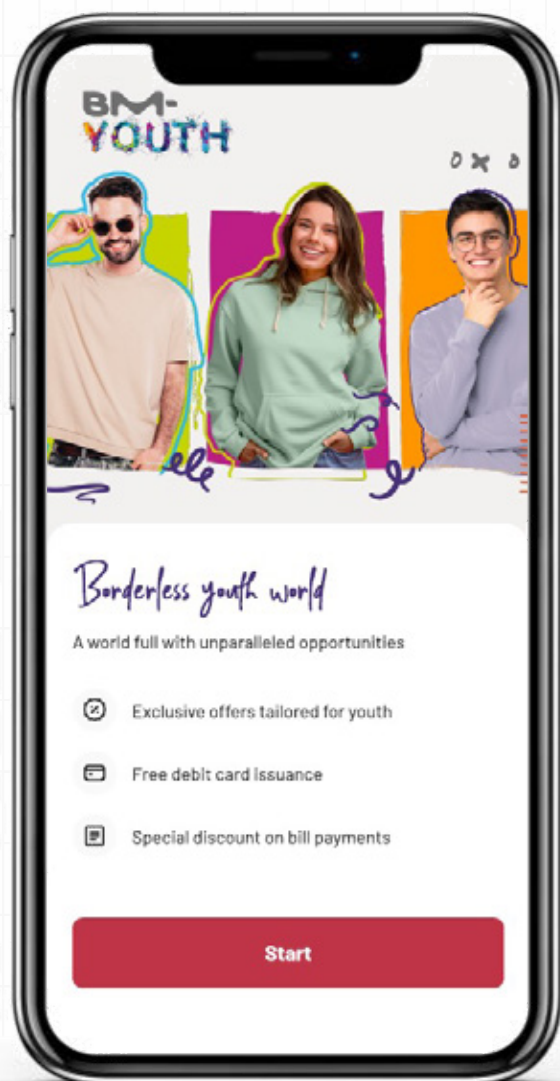 BM-
YOUTH
Borderless youth world
A world full with unparalleled opportunities
Exclusive offers tailored for youth
Free debit card issuance
Special discount on bill payments
Start